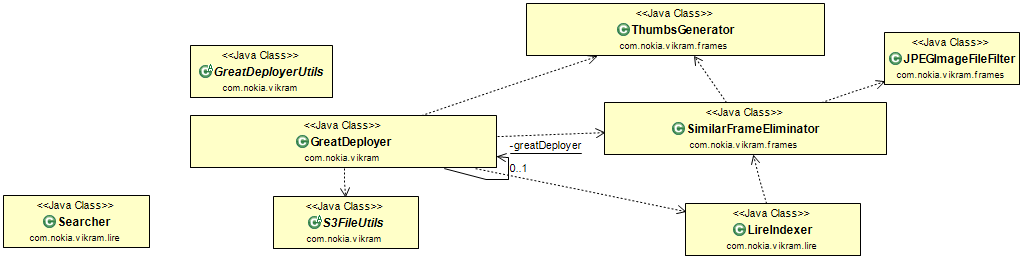 <<Java Class>>
ThumbsGenerator
com.nokia.vikram.frames
<<Java Class>>
JPEGImageFileFilter
com.nokia.vikram.frames
<<Java Class>>
GreatDeployerUtils
com.nokia.vikram
<<Java Class>>
SimilarFrameEliminator
com.nokia.vikram.frames
<<Java Class>>
GreatDeployer
com.nokia.vikram
-greatDeployer
0..1
<<Java Class>>
Searcher
com.nokia.vikram.lire
<<Java Class>>
S3FileUtils
com.nokia.vikram
<<Java Class>>
LireIndexer
com.nokia.vikram.lire